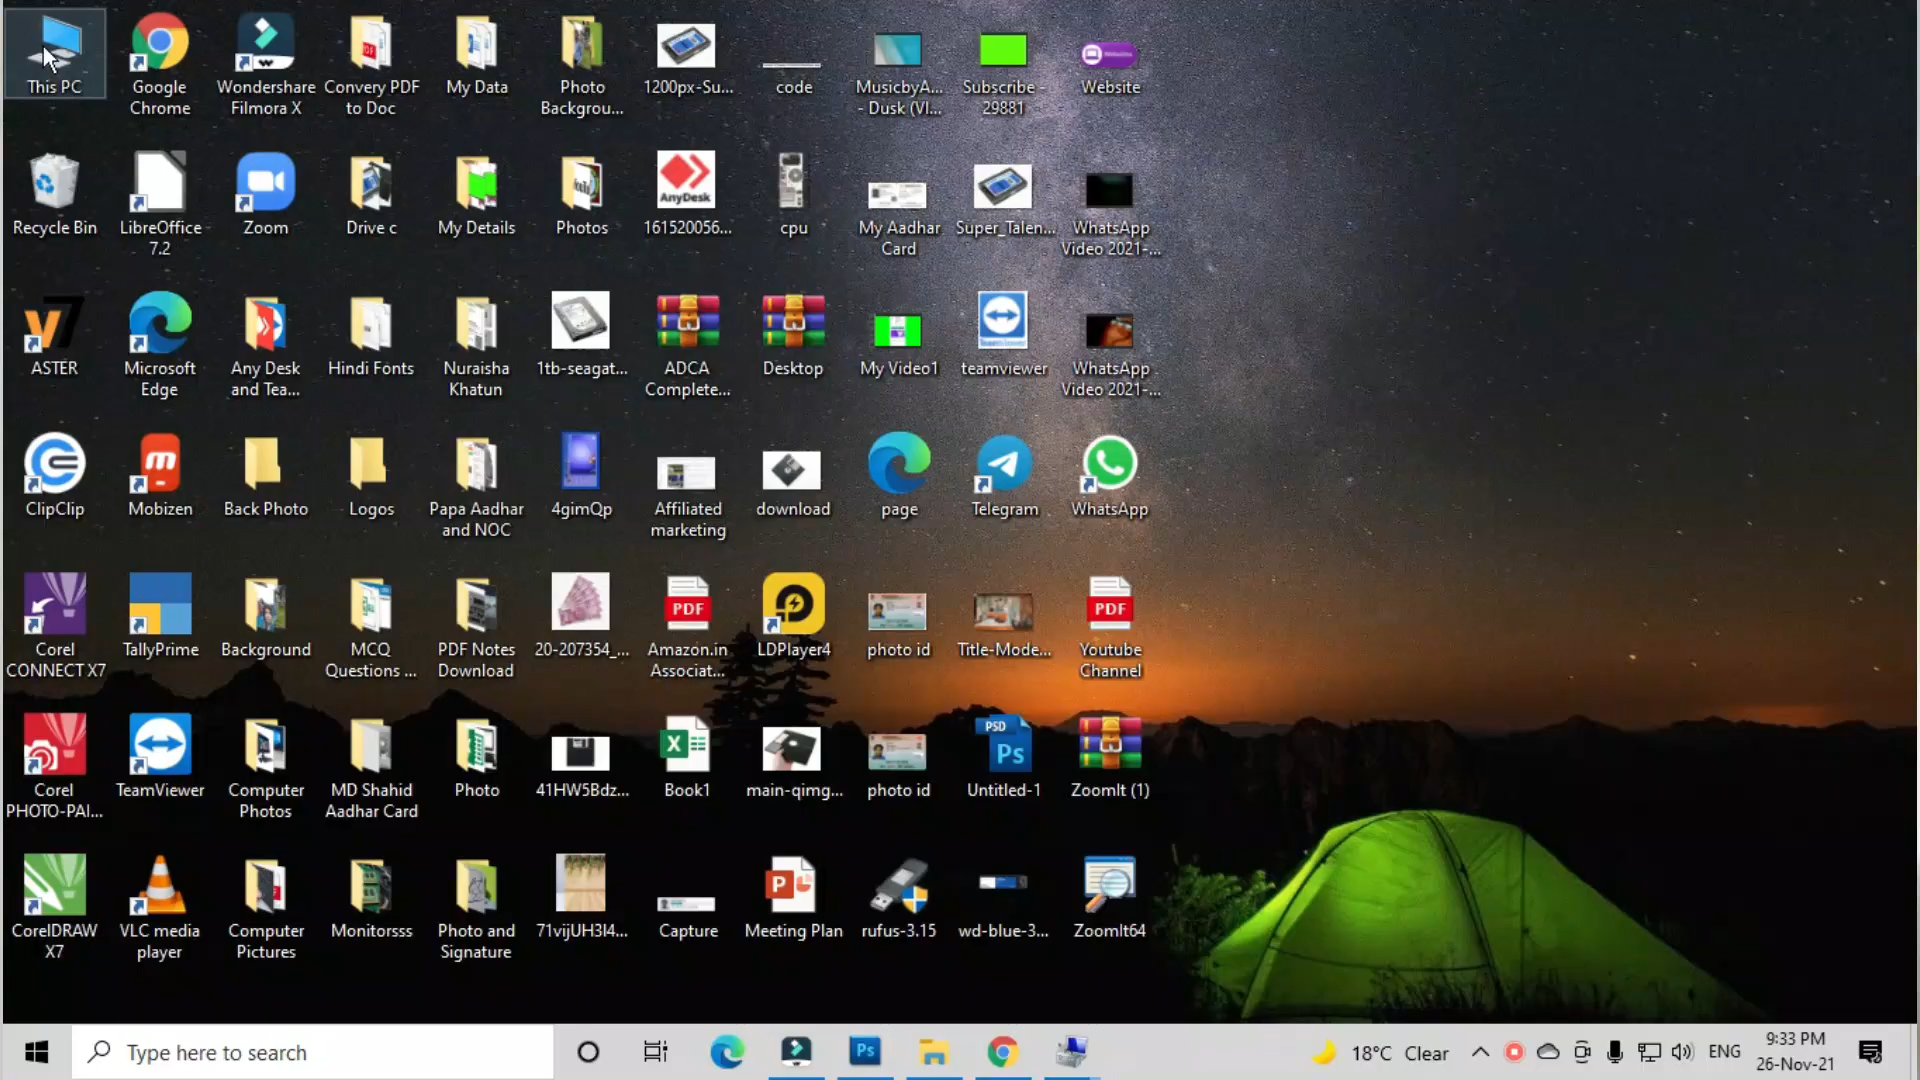 This PC
Google
Chrome
Wondershare
Filmora X
Convery PDF
to Doc
My Data
Photo
Backgrou...
1200px-Su...
code
MusicbyA...
- Dusk (VI...
Subscribe -
29881
Website
Recycle Bin
LibreOffice
7.2
Zoom
Drive c
My Details
Photos
AnyDesk
161520056...
cpu
My Aadhar
Card
Super_Talen...
WhatsApp
Video 2021-...
ASTER
Microsoft
Edge
Any Desk
and Tea...
Hindi Fonts
Nuraisha
Khatun
1tb-seagat...
ADCA
Complete...
Desktop
My Video1
teamviewer
WhatsApp
Video 2021-...
ClipClip
Mobizen
Back Photo
Logos
Papa Aadhar
and NOC
4gimQp
Affiliated
marketing
download
page
Telegram
WhatsApp
Corel
CONNECT X7
TallyPrime
Background
MCQ
Questions ...
PDF Notes
Download
20-207354_...
PDF
Amazon.in
Associat...
LDPlayer4
photo id
Title-Mode...
PDF
Youtube
Channel
Corel
PHOTO-PAI...
TeamViewer
Computer
Photos
MD Shahid
Aadhar Card
Photo
41HW5Bdz...
Book1
main-qimg...
photo id
PSD
Ps
Untitled-1
ZoomIt (1)
CorelDRAW
X7
VLC media
player
Computer
Pictures
Monitorsss
Photo and
Signature
71vijUH3I4...
Capture
Meeting Plan
rufus-3.15
wd-blue-3...
ZoomIt64
Type here to search
Ps
18°C Clear
ENG
9:33 PM
26-Nov-21